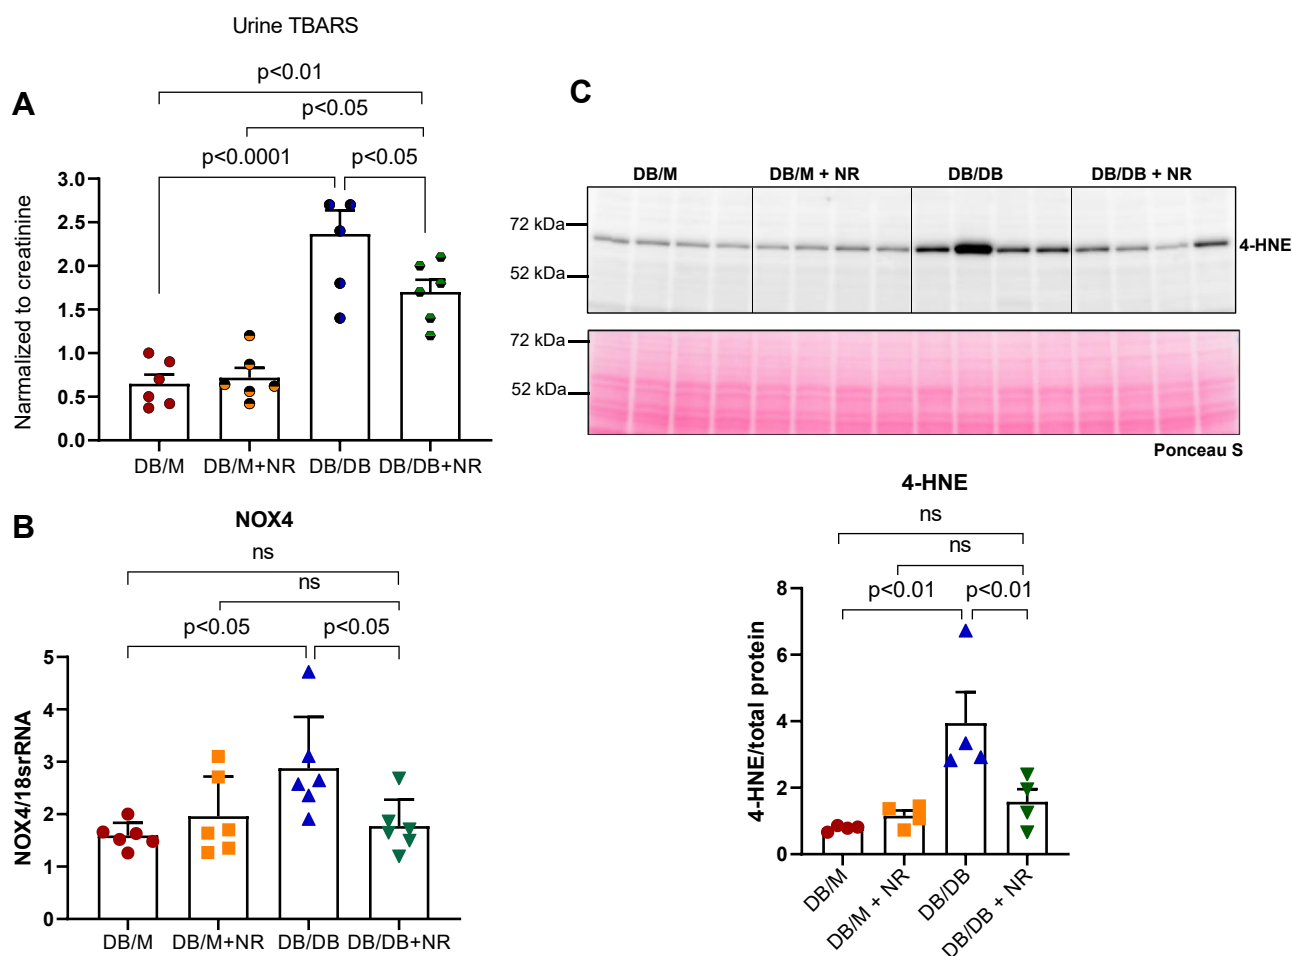 Urine TBARS
A
p<0.01
p<0.05
p<0.0001
p<0.05
Narmalized to creatinine
3.0
2.5
2.0
1.5
1.0
0.5
0.0
DB/M
DB/M+NR
DB/DB
DB/DB+NR
B
NOX4
ns
ns
p<0.05
p<0.05
NOX4/18srRNA
5
4
3
2
1
0
DB/M
DB/M+NR
DB/DB
DB/DB+NR
C
DB/M
DB/M + NR
DB/DB
DB/DB + NR
72 kDa
4-HNE
52 kDa
72 kDa
52 kDa
Ponceau S
4-HNE
ns
ns
p<0.01
p<0.01
4-HNE/total protein
8
6
4
2
0
DB/M
DB/M + NR
DB/DB
DB/DB + NR